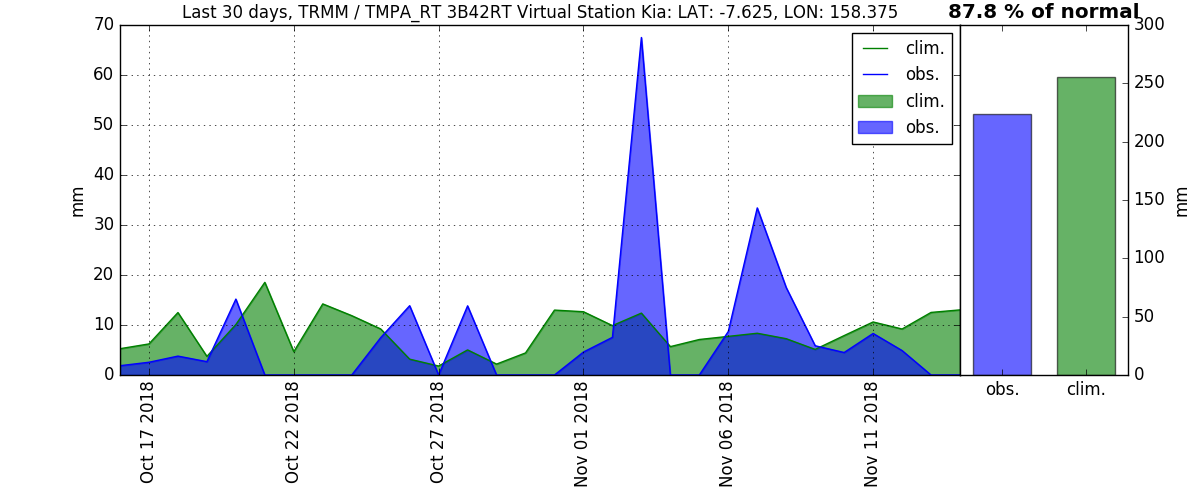 Last 30 days, TRMM / TMPA_RT 3B42RT Virtual Station Kia: LAT: -7.625, LON: 158.375
87.8 % of normal
70
60
50
40
30
20
10
0
mm
clim.
obs.
clim.
obs.
Oct 17 2018
Oct 22 2018
Oct 27 2018
Nov 01 2018
Nov 06 2018
Nov 11 2018
300
250
200
150
100
50
0
mm
obs.
clim.